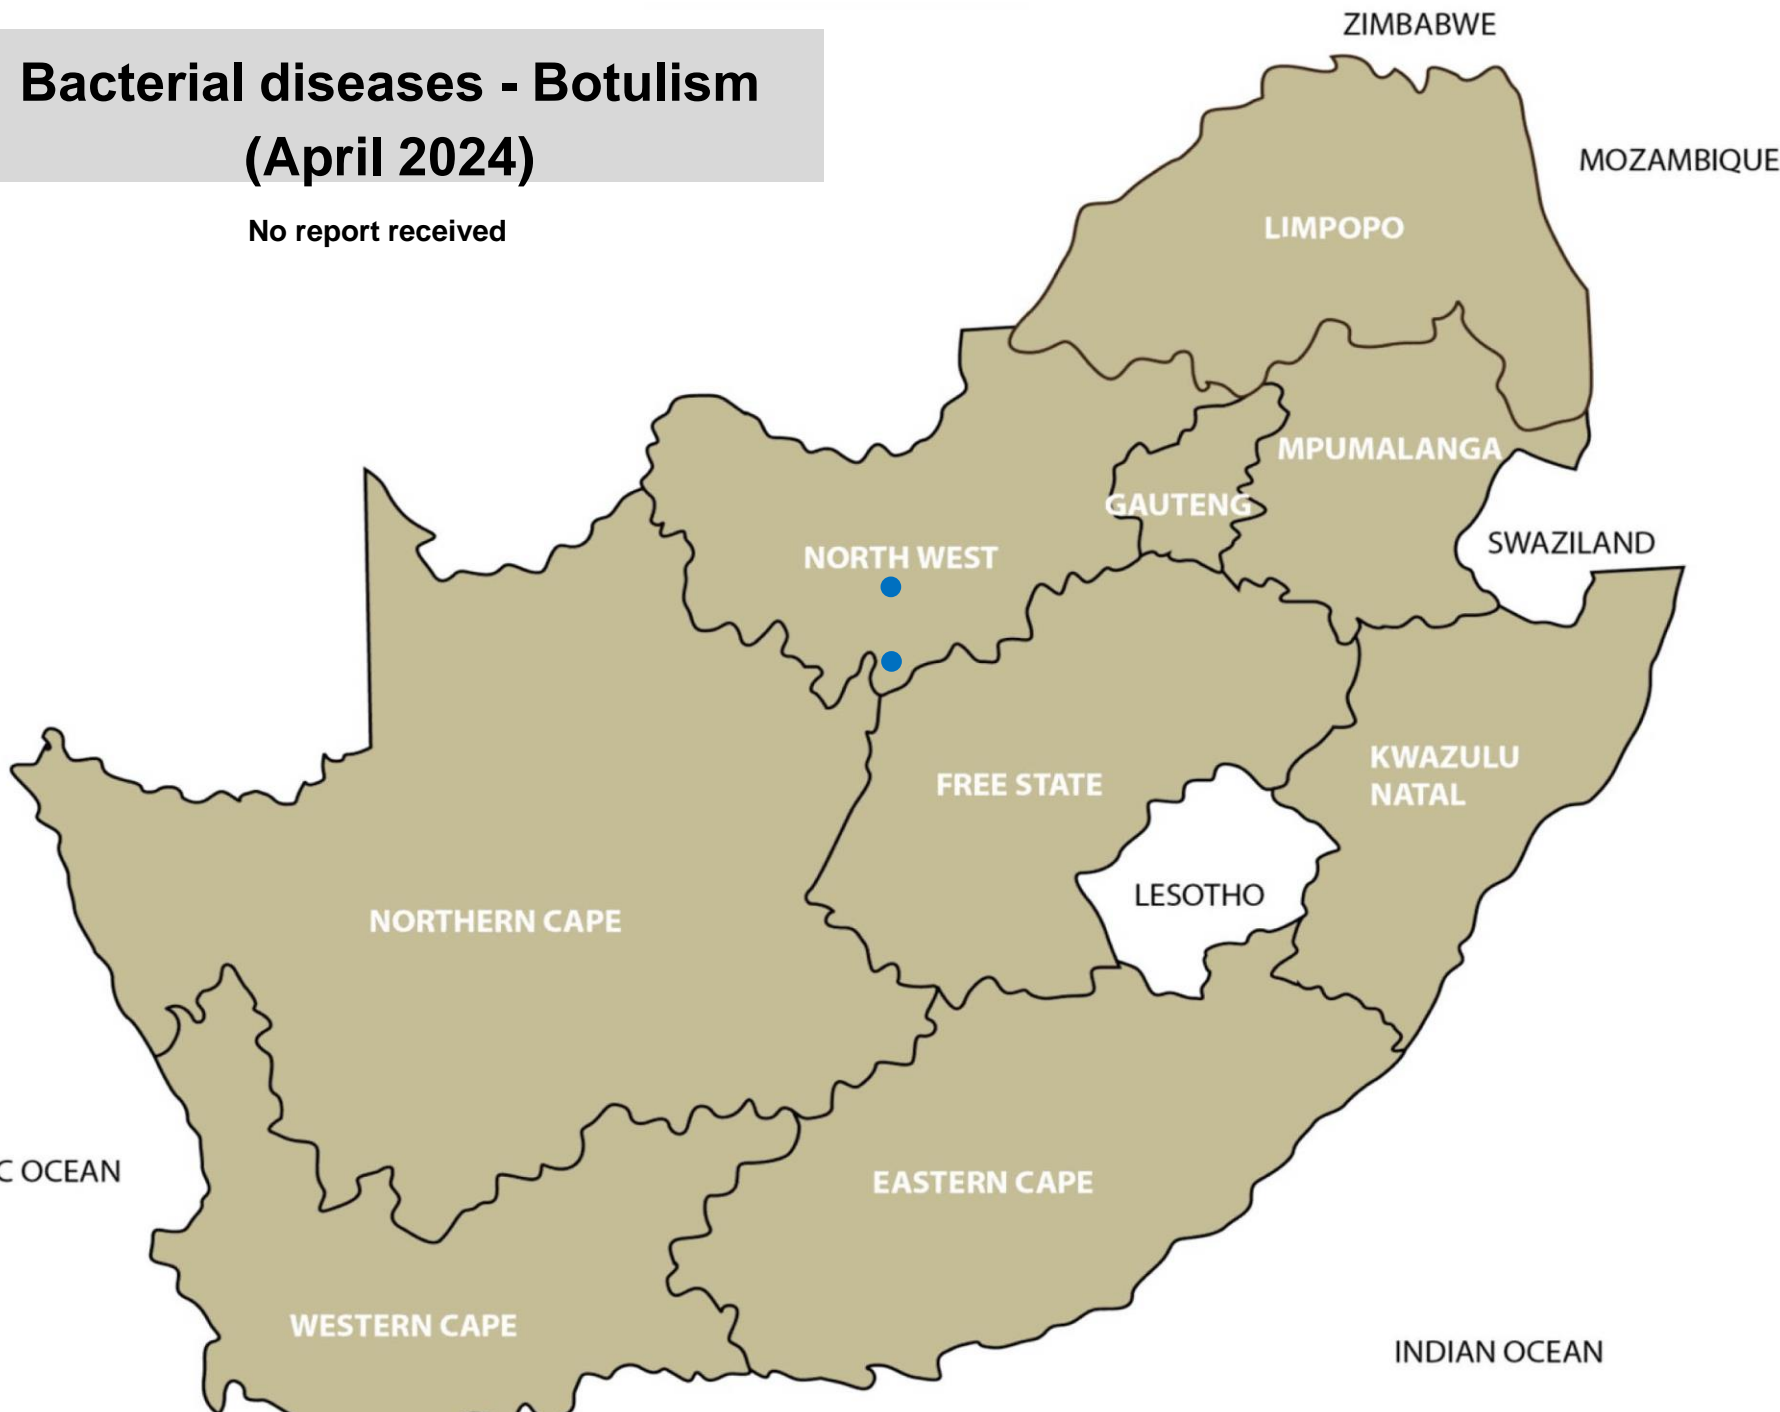 Bacterial diseases - Botulism
(April 2024)
No report received
ZIMBABWE
MOZAMBIQUE
LIMPOPO
MPUMALANGA
GAUTENG
SWAZILAND
NORTH WEST
KWAZULU
NATAL
FREE STATE
LESOTHO
NORTHERN CAPE
C OCEAN
EASTERN CAPE
WESTERN CAPE
INDIAN OCEAN